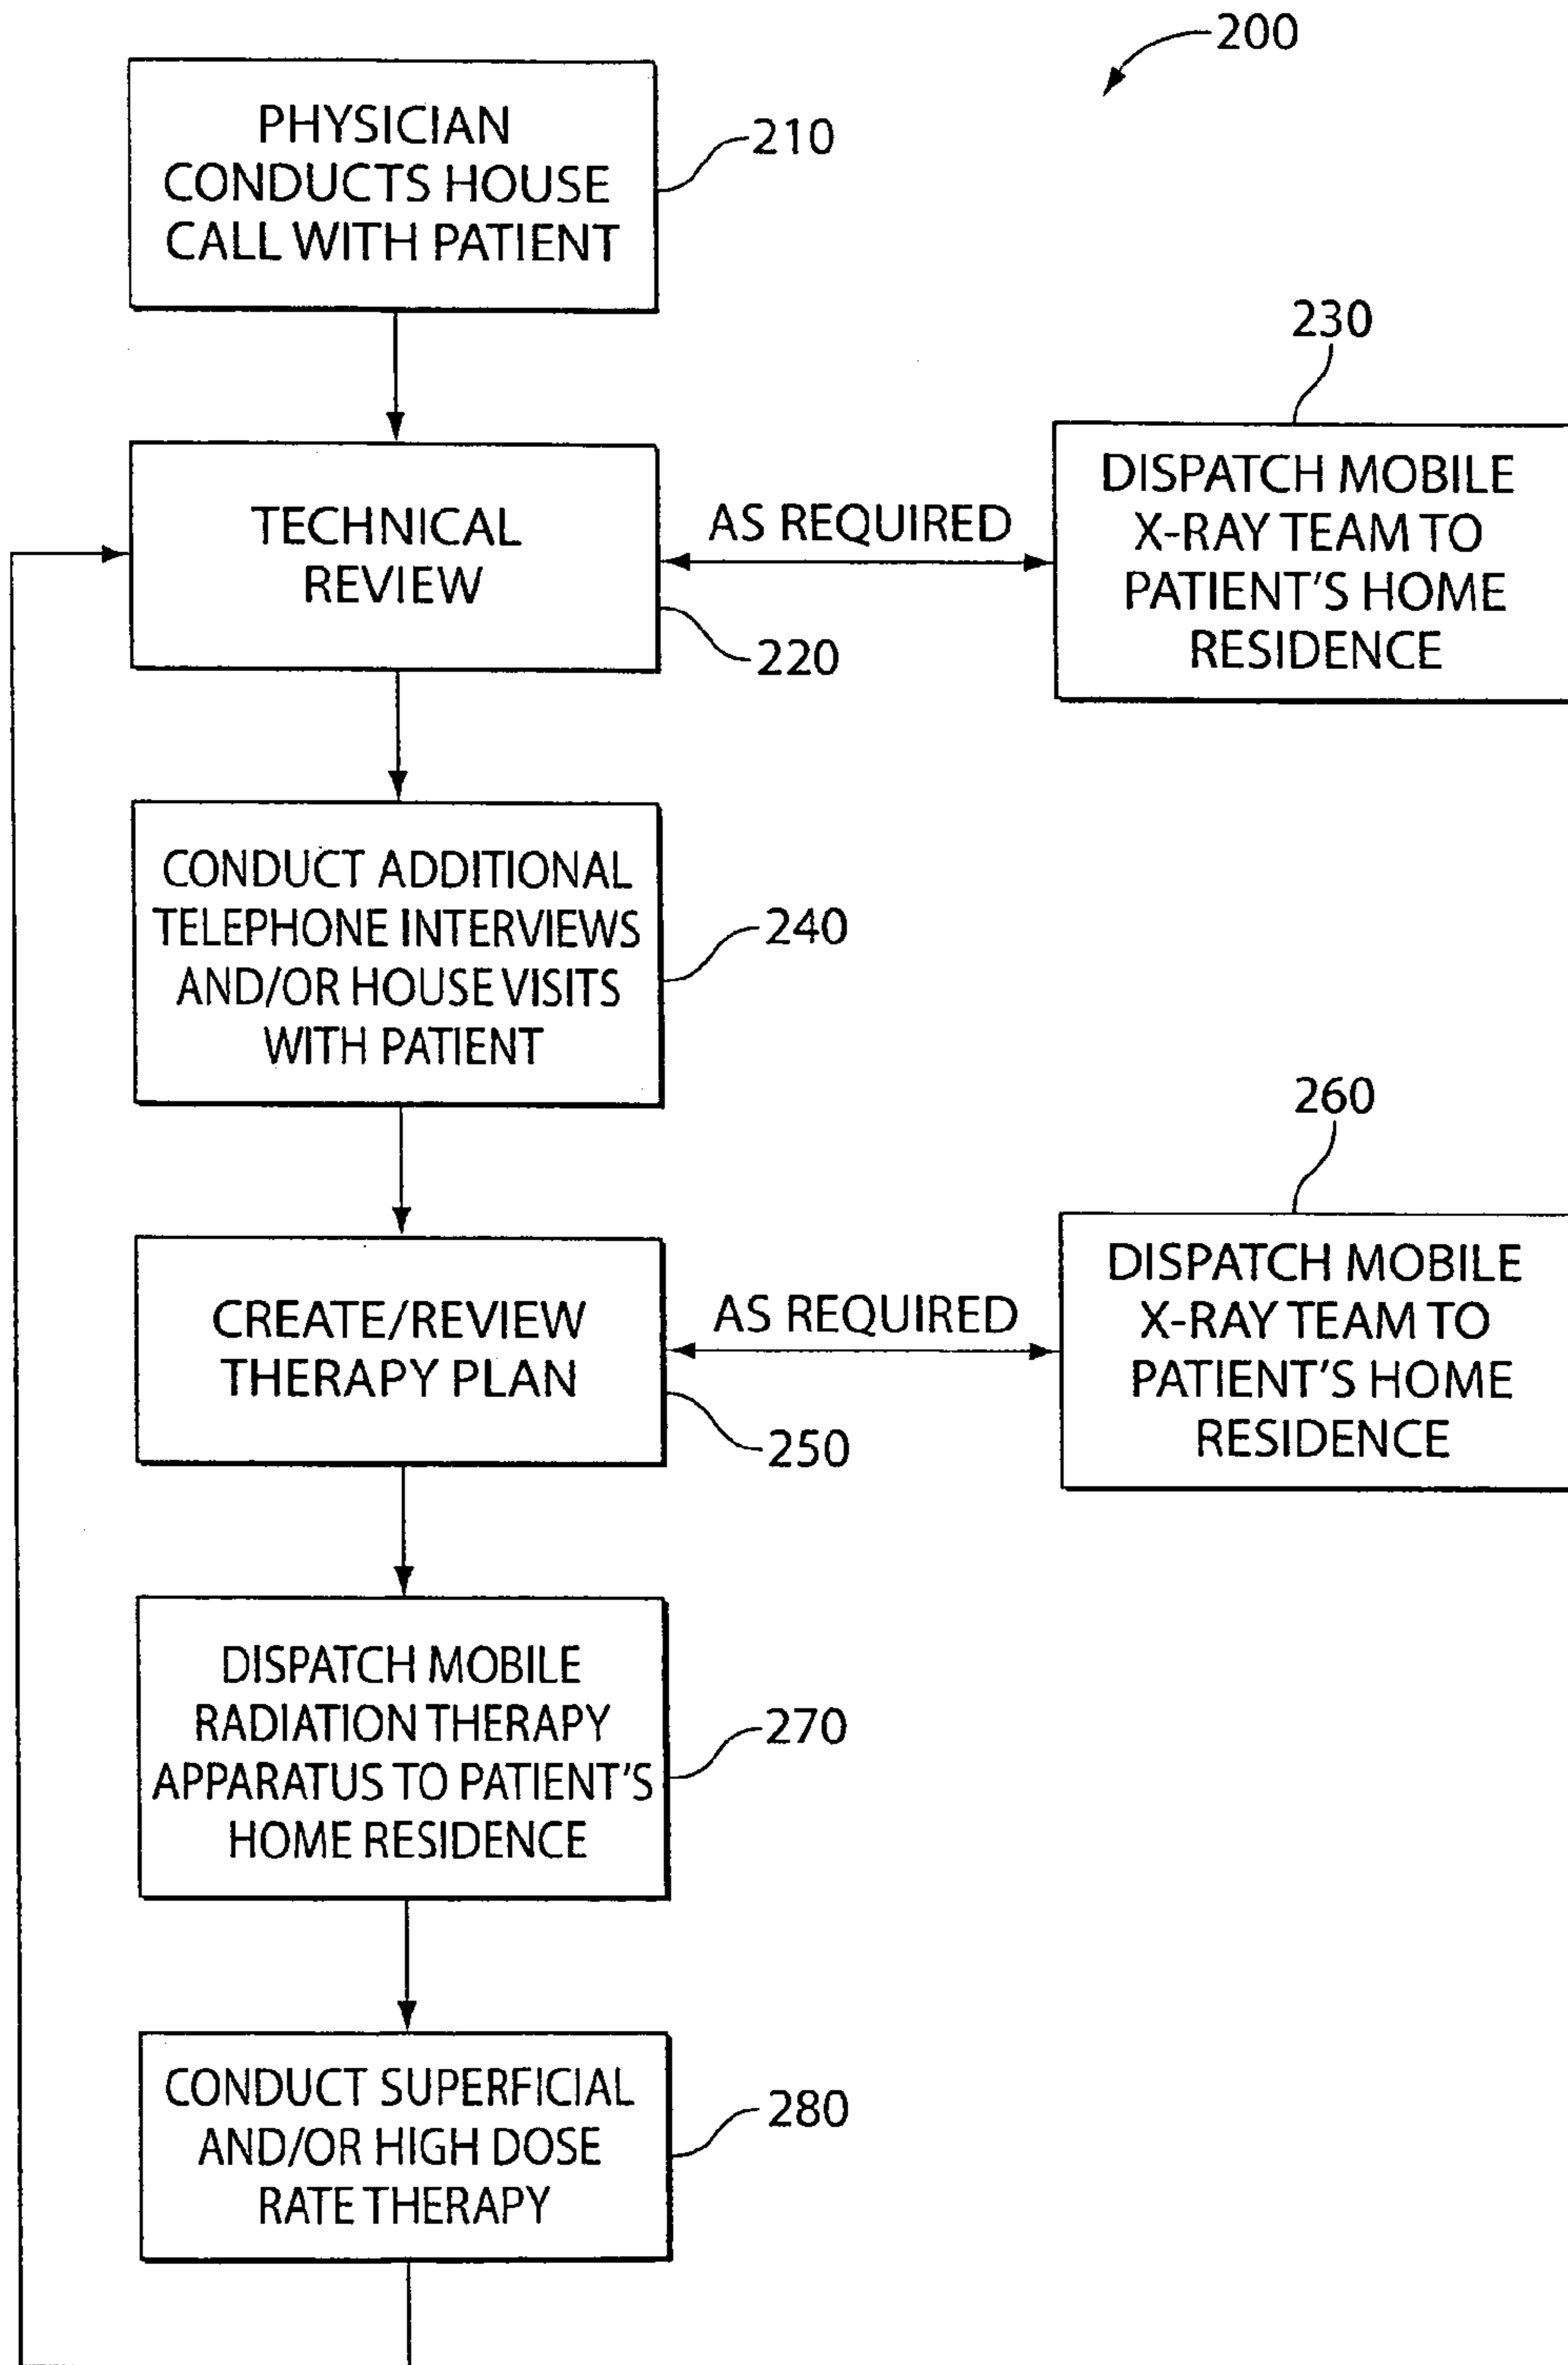 200
PHYSICIAN
CONDUCTS HOUSE
CALL WITH PATIENT
210
230
TECHNICAL
REVIEW
220
AS REQUIRED
DISPATCH MOBILE
X-RAY TEAM TO
PATIENT'S HOME
RESIDENCE
CONDUCT ADDITIONAL
TELEPHONE INTERVIEWS
AND/OR HOUSE VISITS
WITH PATIENT
240
260
CREATE/REVIEW
THERAPY PLAN
250
AS REQUIRED
DISPATCH MOBILE
X-RAY TEAM TO
PATIENT'S HOME
RESIDENCE
DISPATCH MOBILE
RADIATION THERAPY
APPARATUS TO PATIENT'S
HOME RESIDENCE
270
CONDUCT SUPERFICIAL
AND/OR HIGH DOSE
RATE THERAPY
280